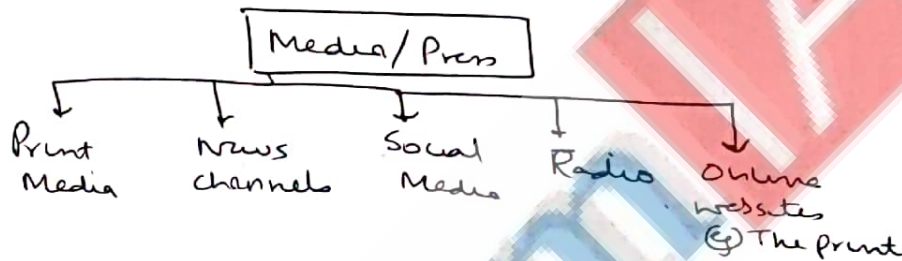 Media/Press
Print
Media
News
channels
Social
Media
Radio
Online
websites
eg The print